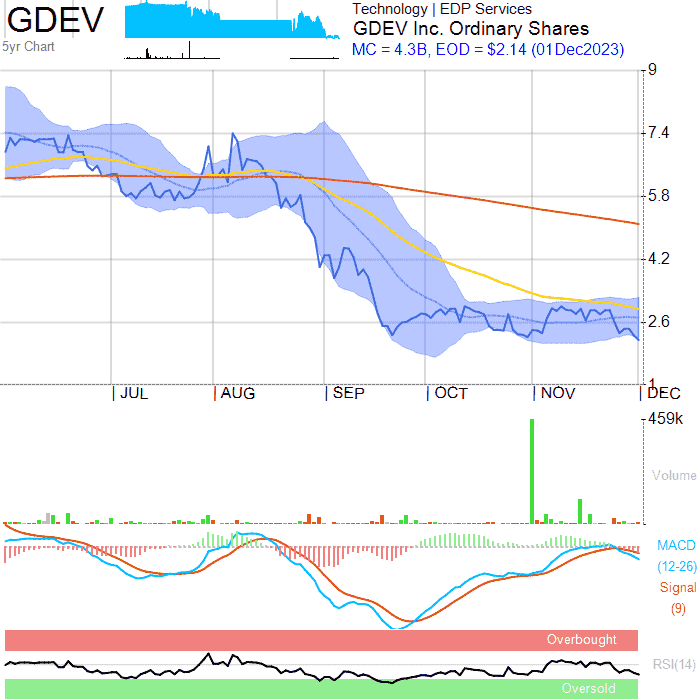 GDEV
5yr Chart
Technology | EDP Services
GDEV Inc. Ordinary Shares
MC = 4.3B, EOD = $2.14 (01Dec2023)
9
7.4
5.8
4.2
2.6
1
JUL AUG SEP OCT NOV DEC
459k
Volume
MACD
(12-26)
Signal
(9)
Overbought
RSI(14)
Oversold